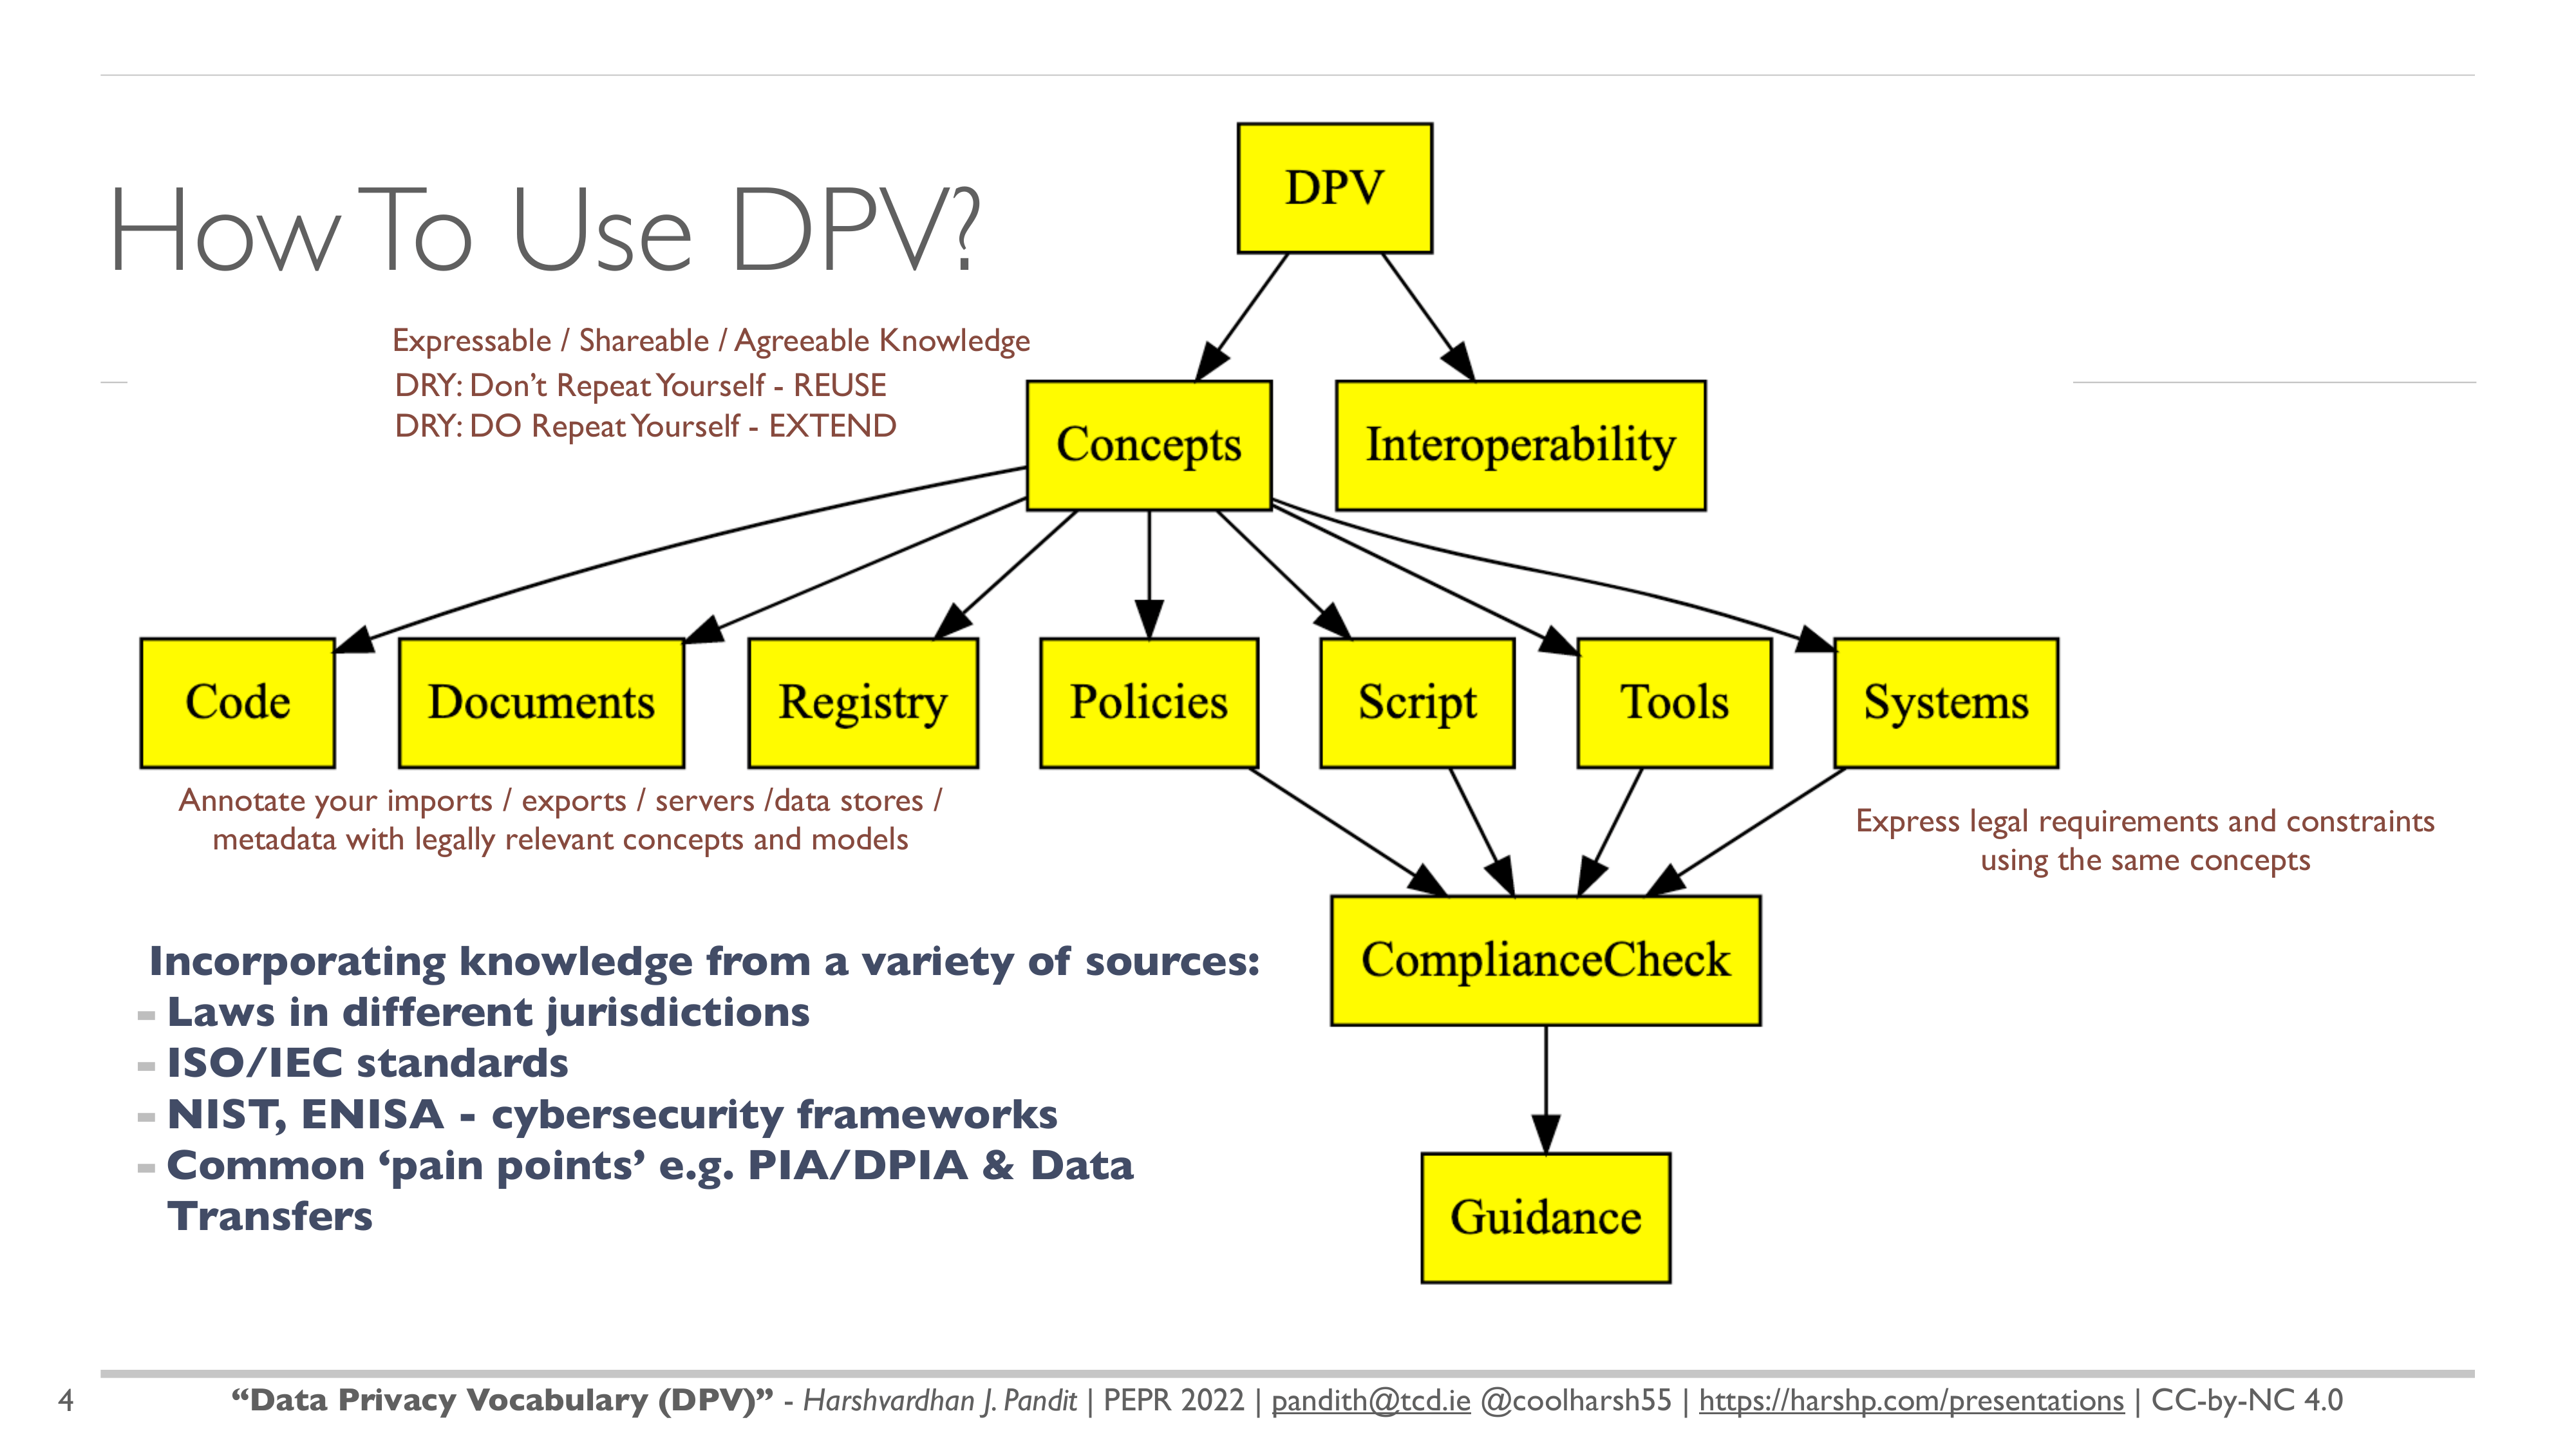 How To Use DPV?
DPV
Expressable / Shareable / Agreeable Knowledge
DRY: Don’t Repeat Yourself - REUSE
DRY: DO Repeat Yourself - EXTEND
Concepts
Interoperability
Code
Documents
Registry
Policies
Script
Tools
Systems
Annotate your imports / exports / servers /data stores /
metadata with legally relevant concepts and models
Express legal requirements and constraints
using the same concepts
ComplianceCheck
Guidance
Incorporating knowledge from a variety of sources:
- Laws in different jurisdictions
- ISO/IEC standards
- NIST, ENISA - cybersecurity frameworks
- Common ‘pain points’ e.g. PIA/DPIA & Data
Transfers
4
“Data Privacy Vocabulary (DPV)” - Harshvardhan J. Pandit | PEPR 2022 | pandith@tcd.ie @coolharsh55 | https://harshp.com/presentations | CC-by-NC 4.0